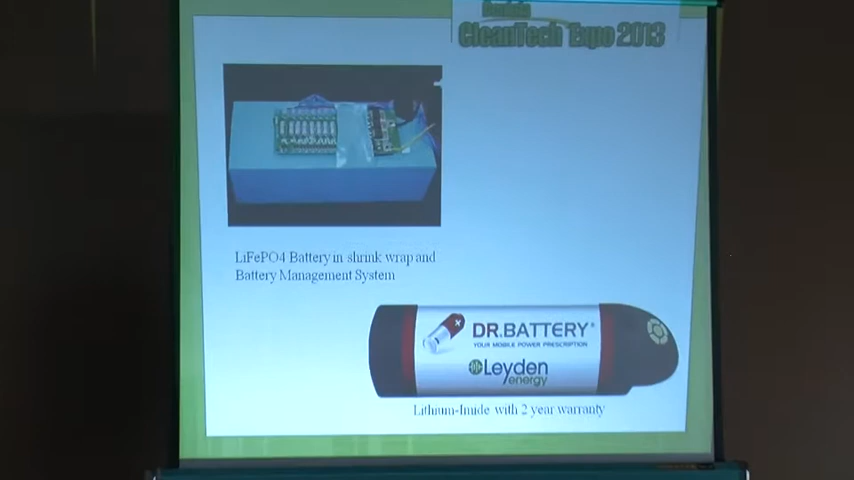 CleanTech Expo 2013
LiFePO4 Battery in shrink wrap and
Battery Management System
DR.BATTERY®
YOUR MOBILE POWER PRESCRIPTION
Leyden
energy
Lithium-Imide with 2 year warranty